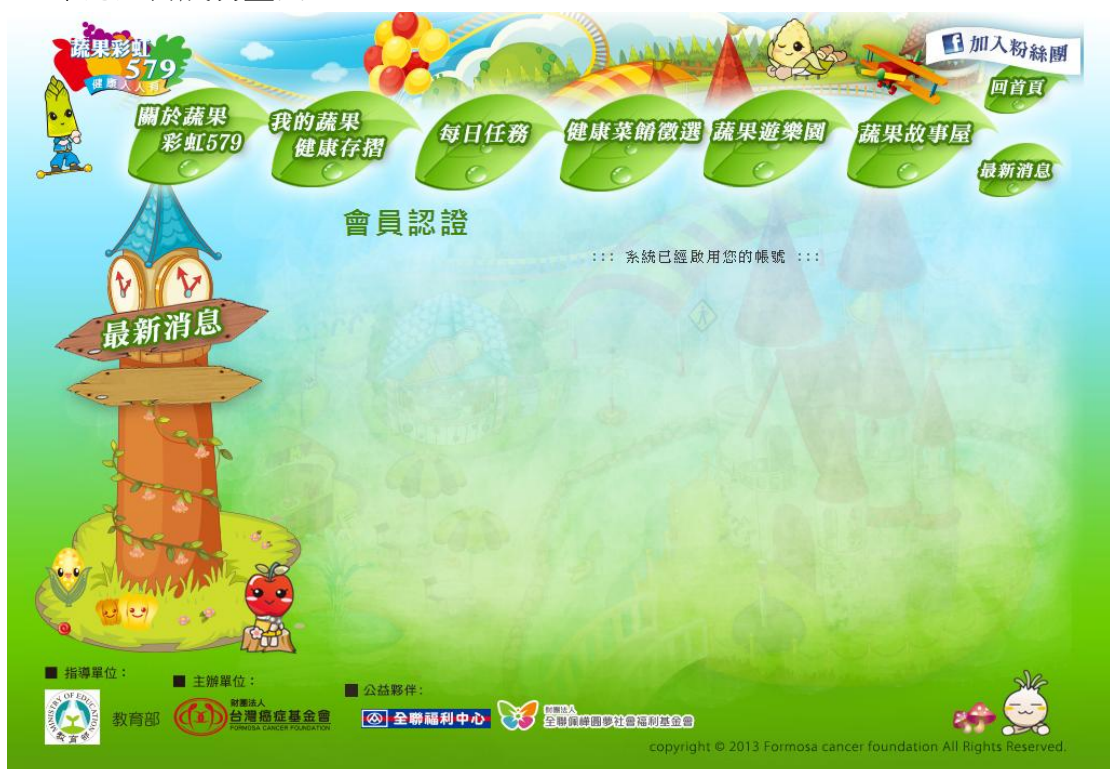 蔬果彩虹
579
健康人人有
加入粉絲團
回首頁
關於蔬果
彩虹579
我的蔬果
健康存摺
每日任務
健康菜餚徵選
蔬果遊樂園
蔬果故事屋
最新消息
會員認證
::: 系統已經啟用您的帳號 :::
最新消息
■ 指導單位：
■ 主辦單位：
■ 公益夥伴：
MINISTRY OF EDUCATION
教育部
教育部
財團法人
台灣癌症基金會
FORMOSA CANCER FOUNDATION
全聯福利中心
財團法人
全聯佩樺圓夢社會福利基金會
copyright © 2013 Formosa cancer foundation All Rights Reserved.